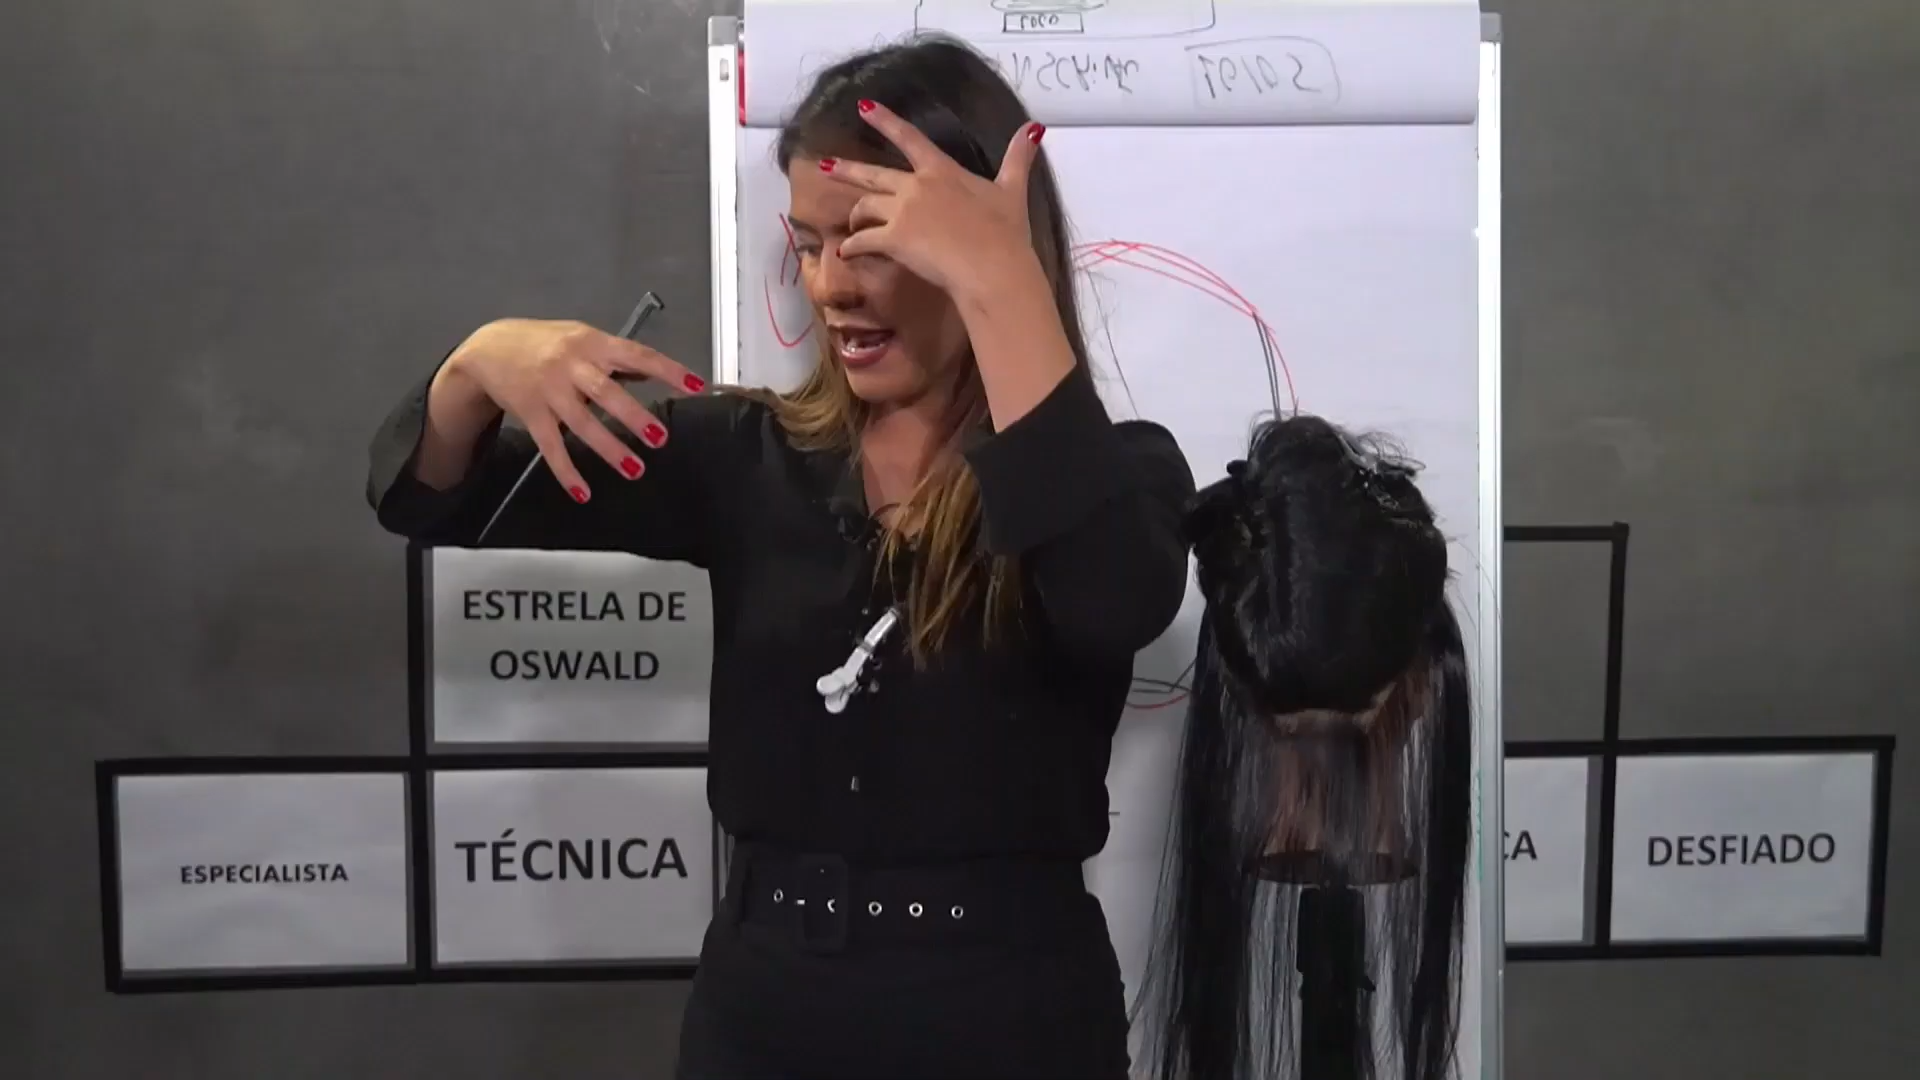 ESTRELA DE
OSWALD
ESPECIALISTA
TÉCNICA
CA
DESFIADO